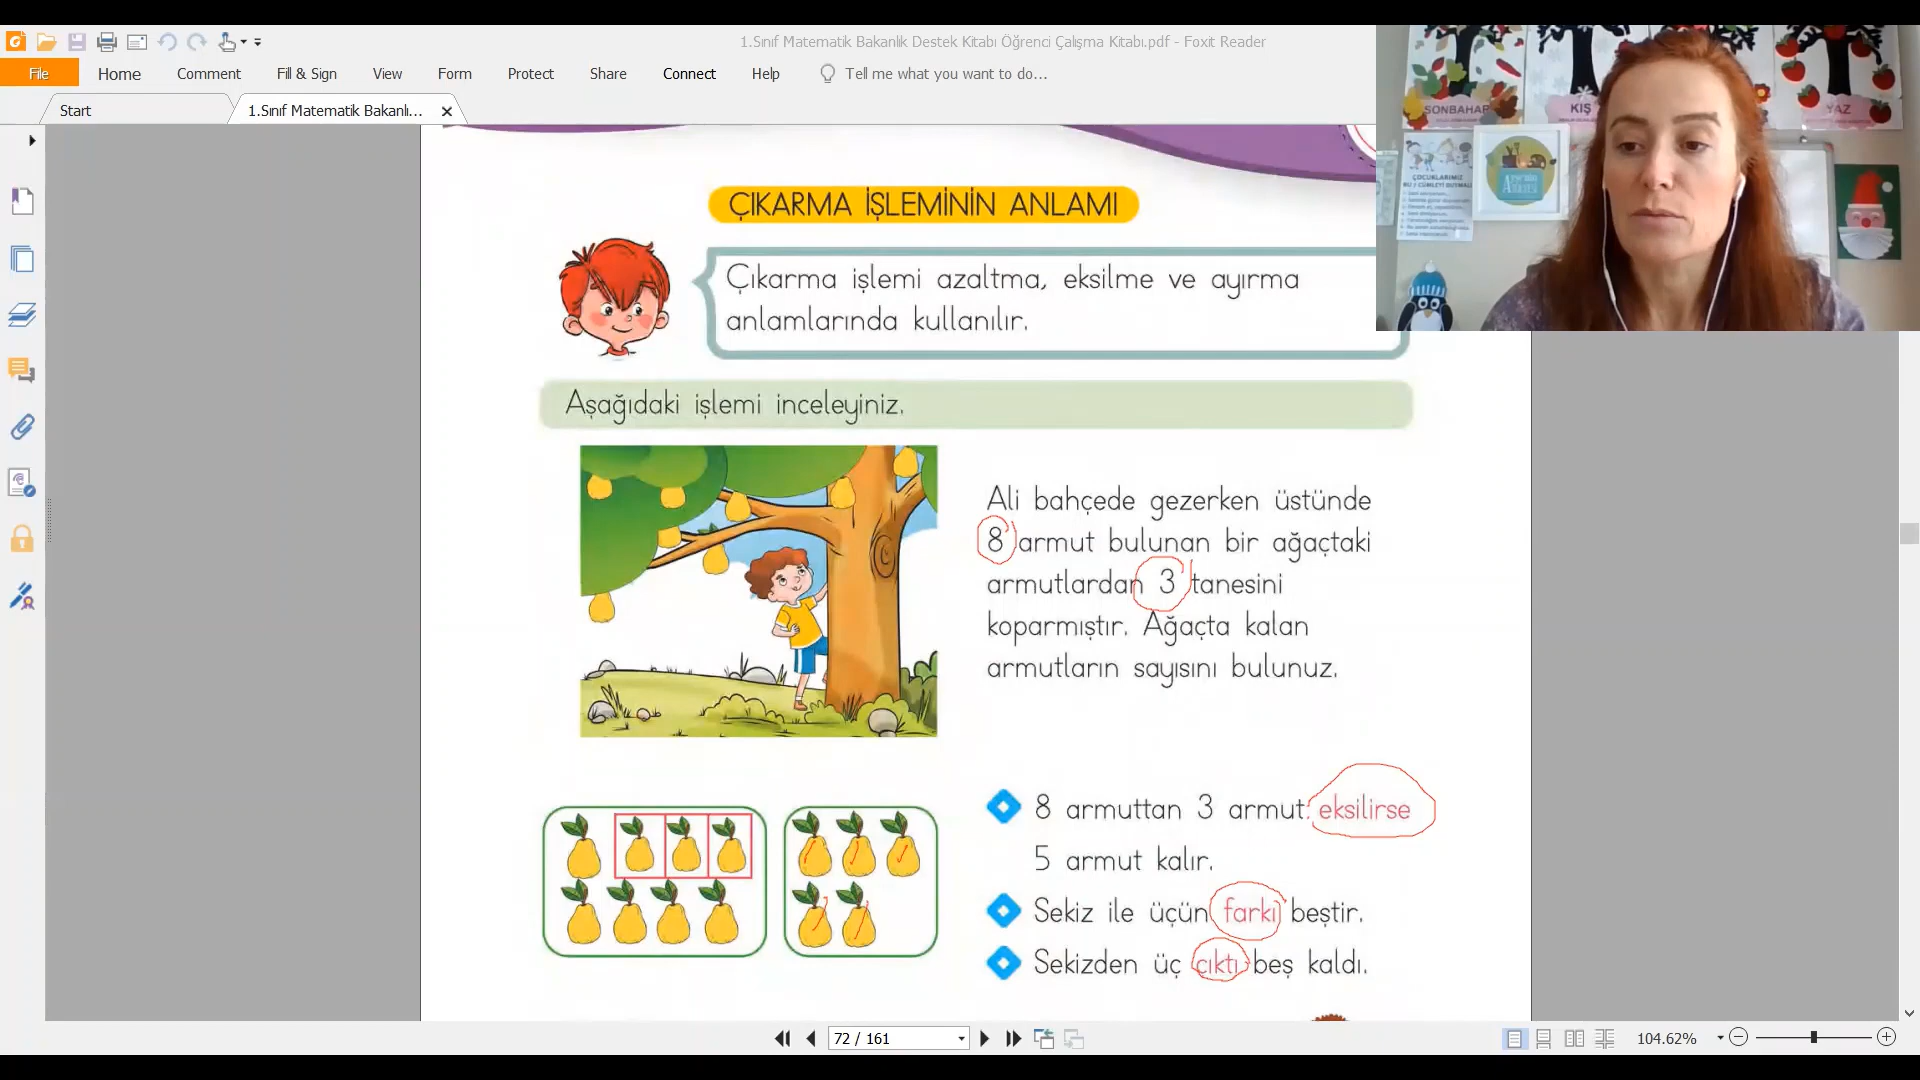 1.Sınıf Matematik Bakanlık Destek Kitabı Öğrenci Çalışma Kitabı.pdf - Foxit Reader
File Home Comment Fill & Sign View Form Protect Share Connect Help Tell me what you want to do...
Start 1.Sınıf Matematik Bakanlı...
SONBAHAR KIŞ YAZ
ÇOCUKLARIMIZ
ÇIKARMA İŞLEMİNİN ANLAMI
Çıkarma işlemi azaltma, eksilme ve ayırma
anlamlarında kullanılır.
Aşağıdaki işlemi inceleyiniz.
Ali bahçede gezerken üstünde
8 armut bulunan bir ağaçtaki
armutlardan 3 tanesini
koparmıştır. Ağaçta kalan
armutların sayısını bulunuz.
8 armuttan 3 armut eksilirse
5 armut kalır.
Sekiz ile üçün farkı beştir.
Sekizden üç çıktı beş kaldı.
72 / 161
104.62%